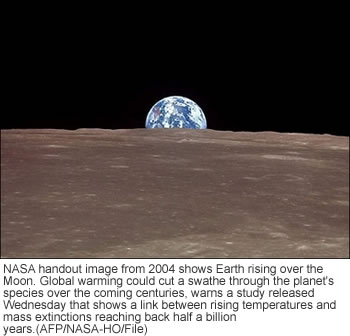 NASA handout image from 2004 shows Earth rising over the
Moon. Global warming could cut a swathe through the planet's
species over the coming centuries, warns a study released
Wednesday that shows a link between rising temperatures and
mass extinctions reaching back half a billion
years.(AFP/NASA-HO/File)